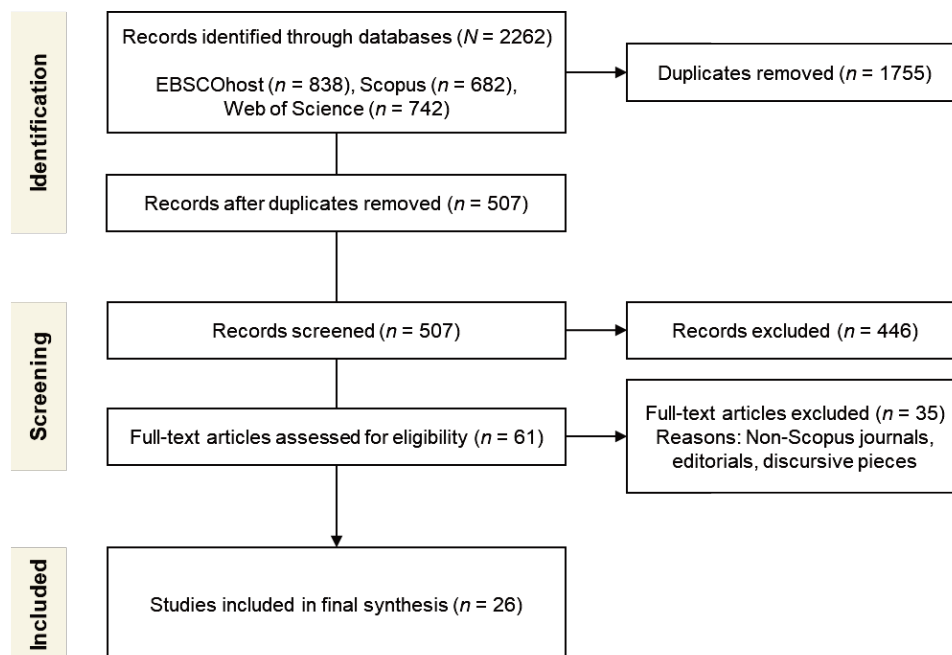 Identification
Records identified through databases (N = 2262)
EBSCOhost (n = 838), Scopus (n = 682),
Web of Science (n = 742)
Duplicates removed (n = 1755)
Records after duplicates removed (n = 507)
Screening
Records screened (n = 507)
Records excluded (n = 446)
Full-text articles assessed for eligibility (n = 61)
Full-text articles excluded (n = 35)
Reasons: Non-Scopus journals,
editorials, discursive pieces
Included
Studies included in final synthesis (n = 26)